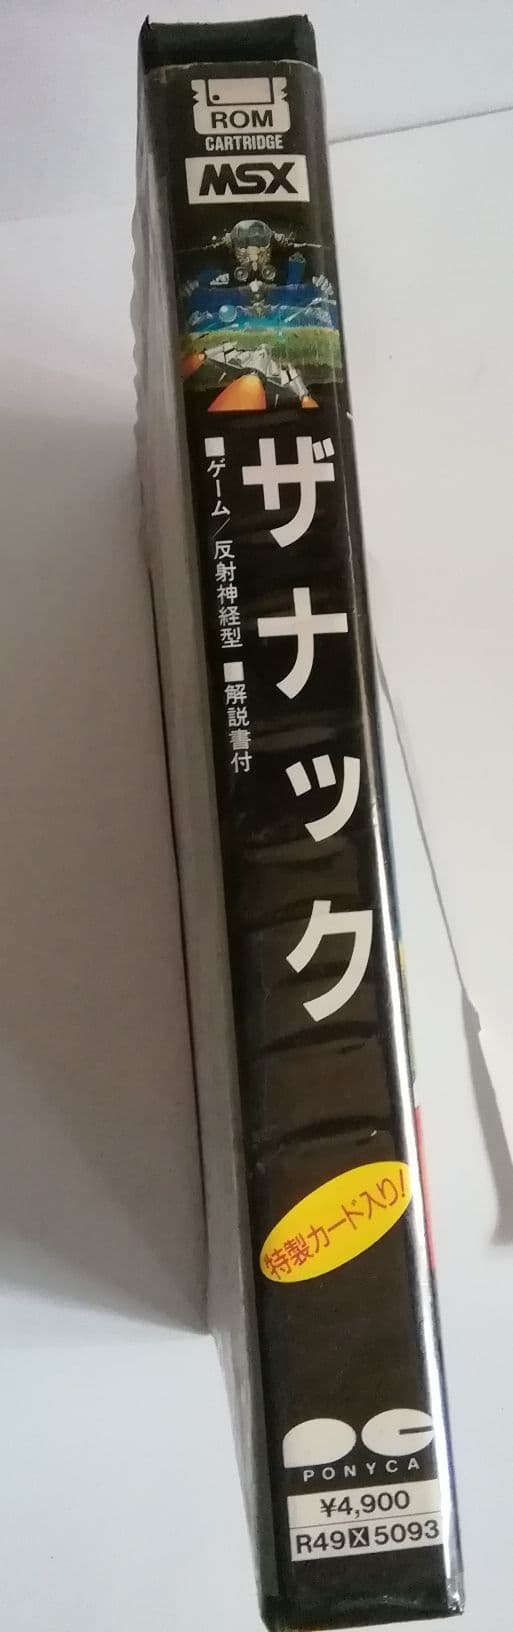 ROM
CARTRIDGE
MSX
ザナック
■ゲーム/反射神経型 ■解説書付
特製カード入り!
PONYCA
¥4,900
R49X5093